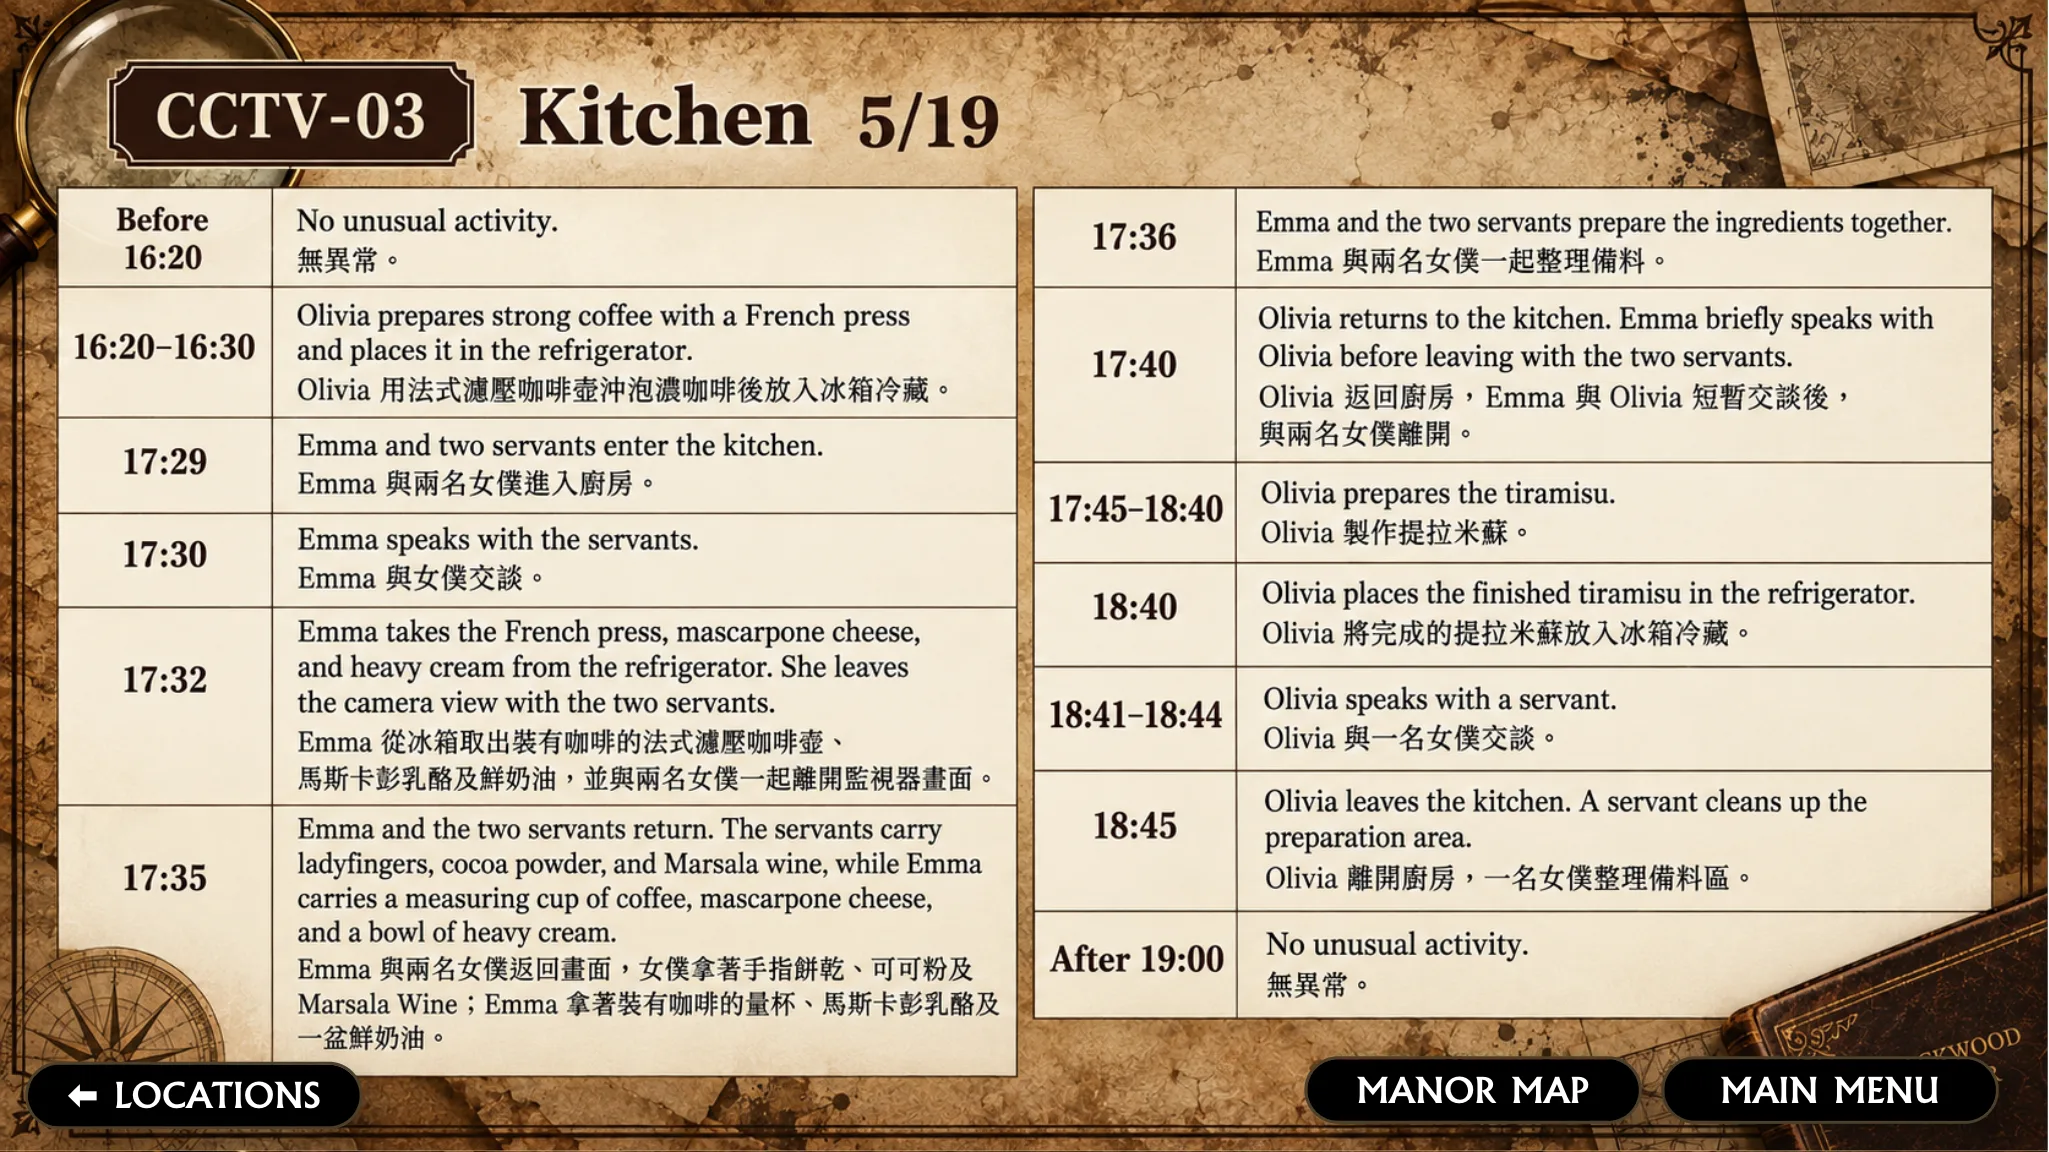 CCTV-03 Kitchen 5/19
Before
16:20
No unusual activity.
無異常。
16:20–16:30
Olivia prepares strong coffee with a French press
and places it in the refrigerator.
Olivia 用法式濾壓咖啡壺沖泡濃咖啡後放入冰箱冷藏。
17:29
Emma and two servants enter the kitchen.
Emma 與兩名女僕進入廚房。
17:30
Emma speaks with the servants.
Emma 與女僕交談。
17:32
Emma takes the French press, mascarpone cheese,
and heavy cream from the refrigerator. She leaves
the camera view with the two servants.
Emma 從冰箱取出裝有咖啡的法式濾壓咖啡壺、
馬斯卡彭乳酪及鮮奶油，並與兩名女僕一起離開監視器畫面。
17:35
Emma and the two servants return. The servants carry
ladyfingers, cocoa powder, and Marsala wine, while Emma
carries a measuring cup of coffee, mascarpone cheese,
and a bowl of heavy cream.
Emma 與兩名女僕返回畫面，女僕拿著手指餅乾、可可粉及
Marsala Wine；Emma 拿著裝有咖啡的量杯、馬斯卡彭乳酪及
一盆鮮奶油。
17:36
Emma and the two servants prepare the ingredients together.
Emma 與兩名女僕一起整理備料。
17:40
Olivia returns to the kitchen. Emma briefly speaks with
Olivia before leaving with the two servants.
Olivia 返回廚房，Emma 與 Olivia 短暫交談後，
與兩名女僕離開。
17:45–18:40
Olivia prepares the tiramisu.
Olivia 製作提拉米蘇。
18:40
Olivia places the finished tiramisu in the refrigerator.
Olivia 將完成的提拉米蘇放入冰箱冷藏。
18:41–18:44
Olivia speaks with a servant.
Olivia 與一名女僕交談。
18:45
Olivia leaves the kitchen. A servant cleans up the
preparation area.
Olivia 離開廚房，一名女僕整理備料區。
After 19:00
No unusual activity.
無異常。
← LOCATIONS
MANOR MAP
MAIN MENU